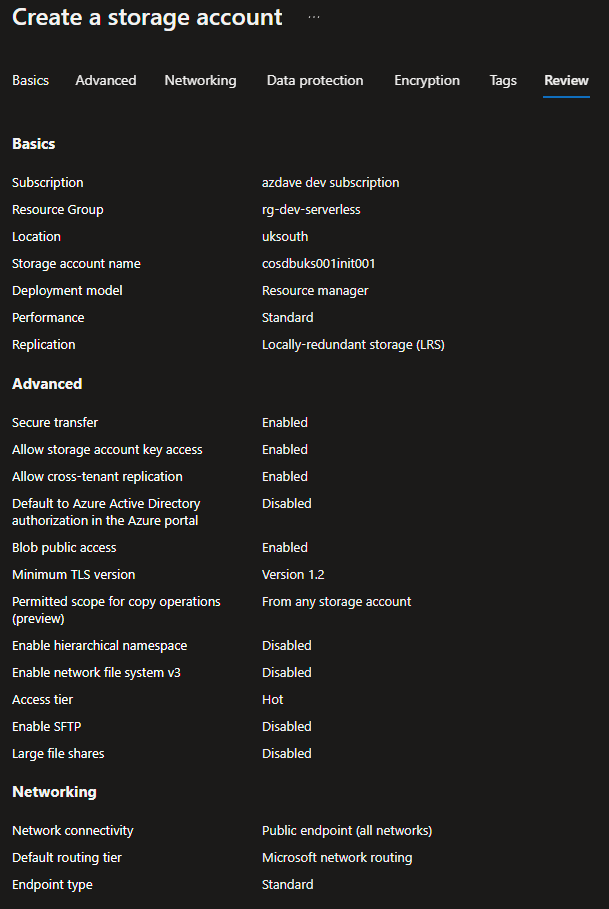 Create a storage account ...
Basics Advanced Networking Data protection Encryption Tags Review
Basics
Subscription azdave dev subscription
Resource Group rg-dev-serverless
Location uksouth
Storage account name cosdbuks001init001
Deployment model Resource manager
Performance Standard
Replication Locally-redundant storage (LRS)
Advanced
Secure transfer Enabled
Allow storage account key access Enabled
Allow cross-tenant replication Enabled
Default to Azure Active Directory Disabled
authorization in the Azure portal
Blob public access Enabled
Minimum TLS version Version 1.2
Permitted scope for copy operations From any storage account
(preview)
Enable hierarchical namespace Disabled
Enable network file system v3 Disabled
Access tier Hot
Enable SFTP Disabled
Large file shares Disabled
Networking
Network connectivity Public endpoint (all networks)
Default routing tier Microsoft network routing
Endpoint type Standard